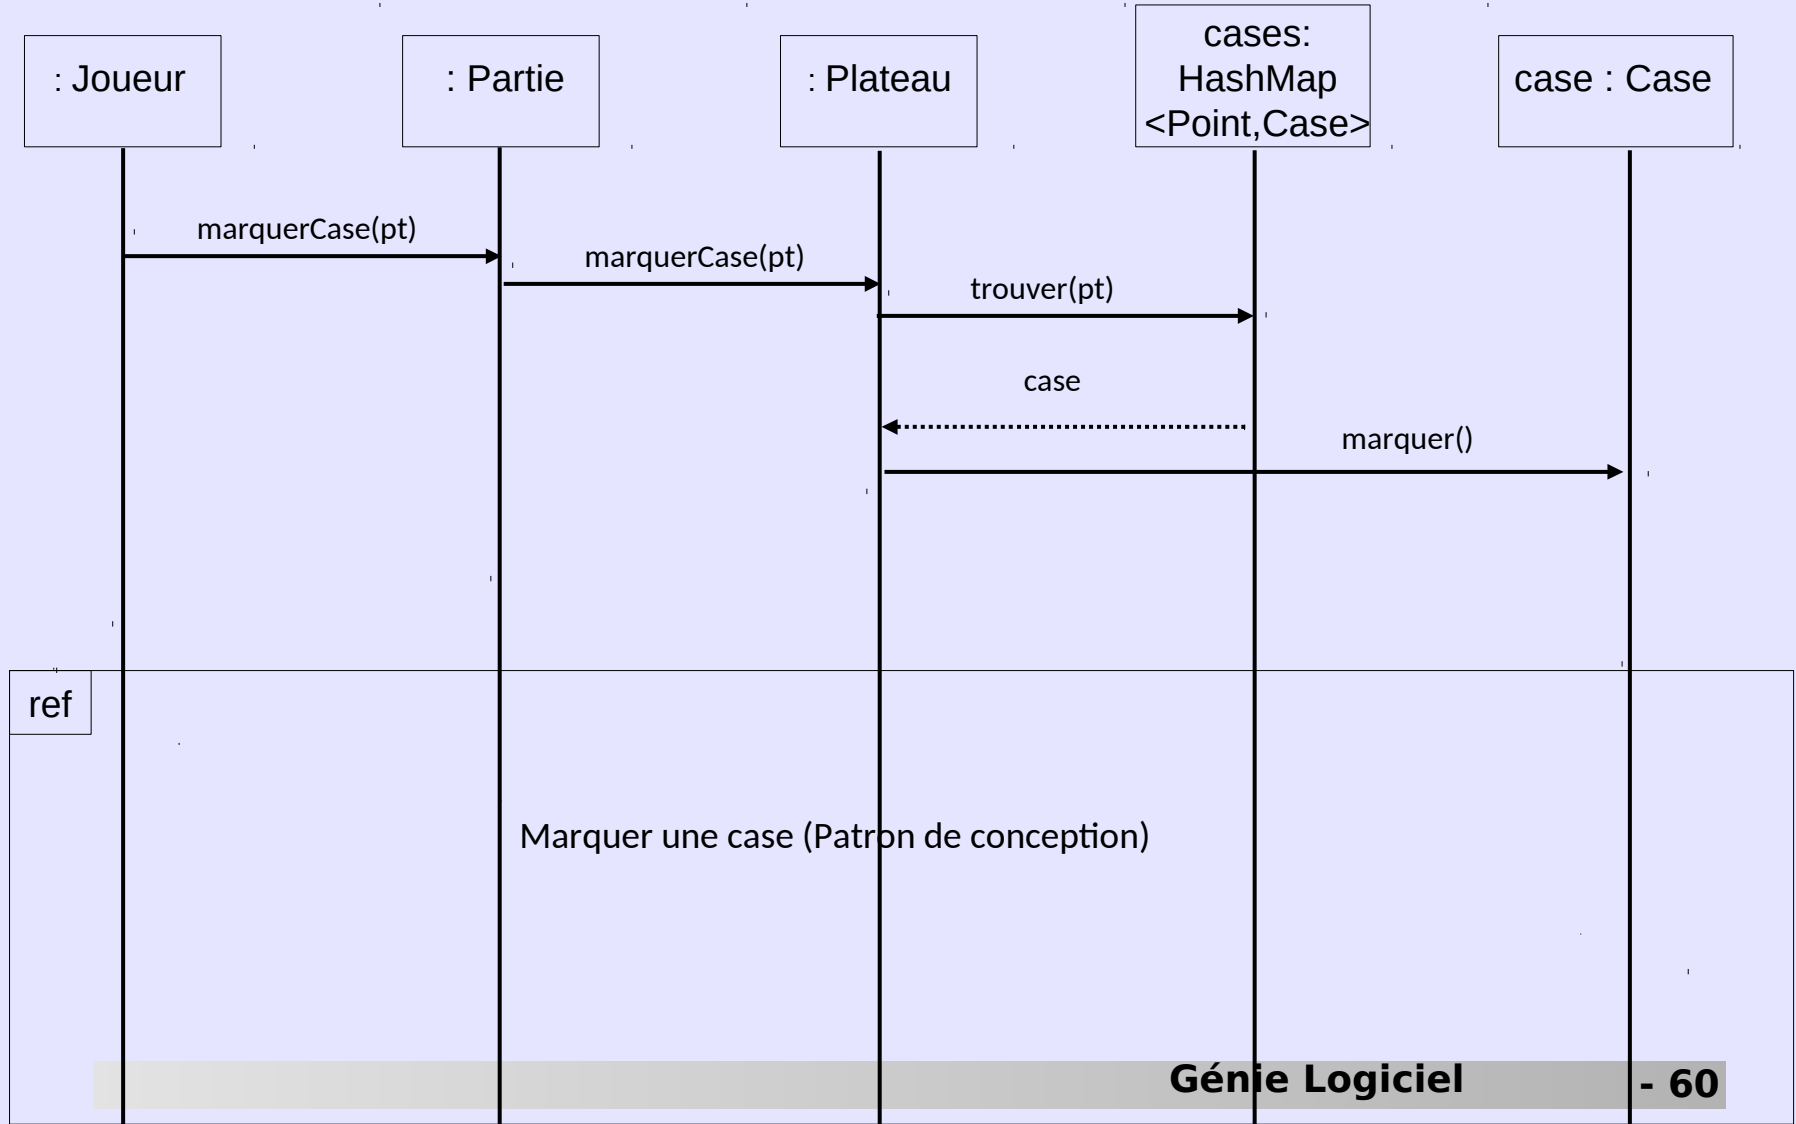 : Joueur
: Partie
: Plateau
cases:
HashMap
<Point,Case>
case : Case
marquerCase(pt)
marquerCase(pt)
trouver(pt)
case
marquer()
ref
Marquer une case (Patron de conception)
Génie Logiciel
- 60